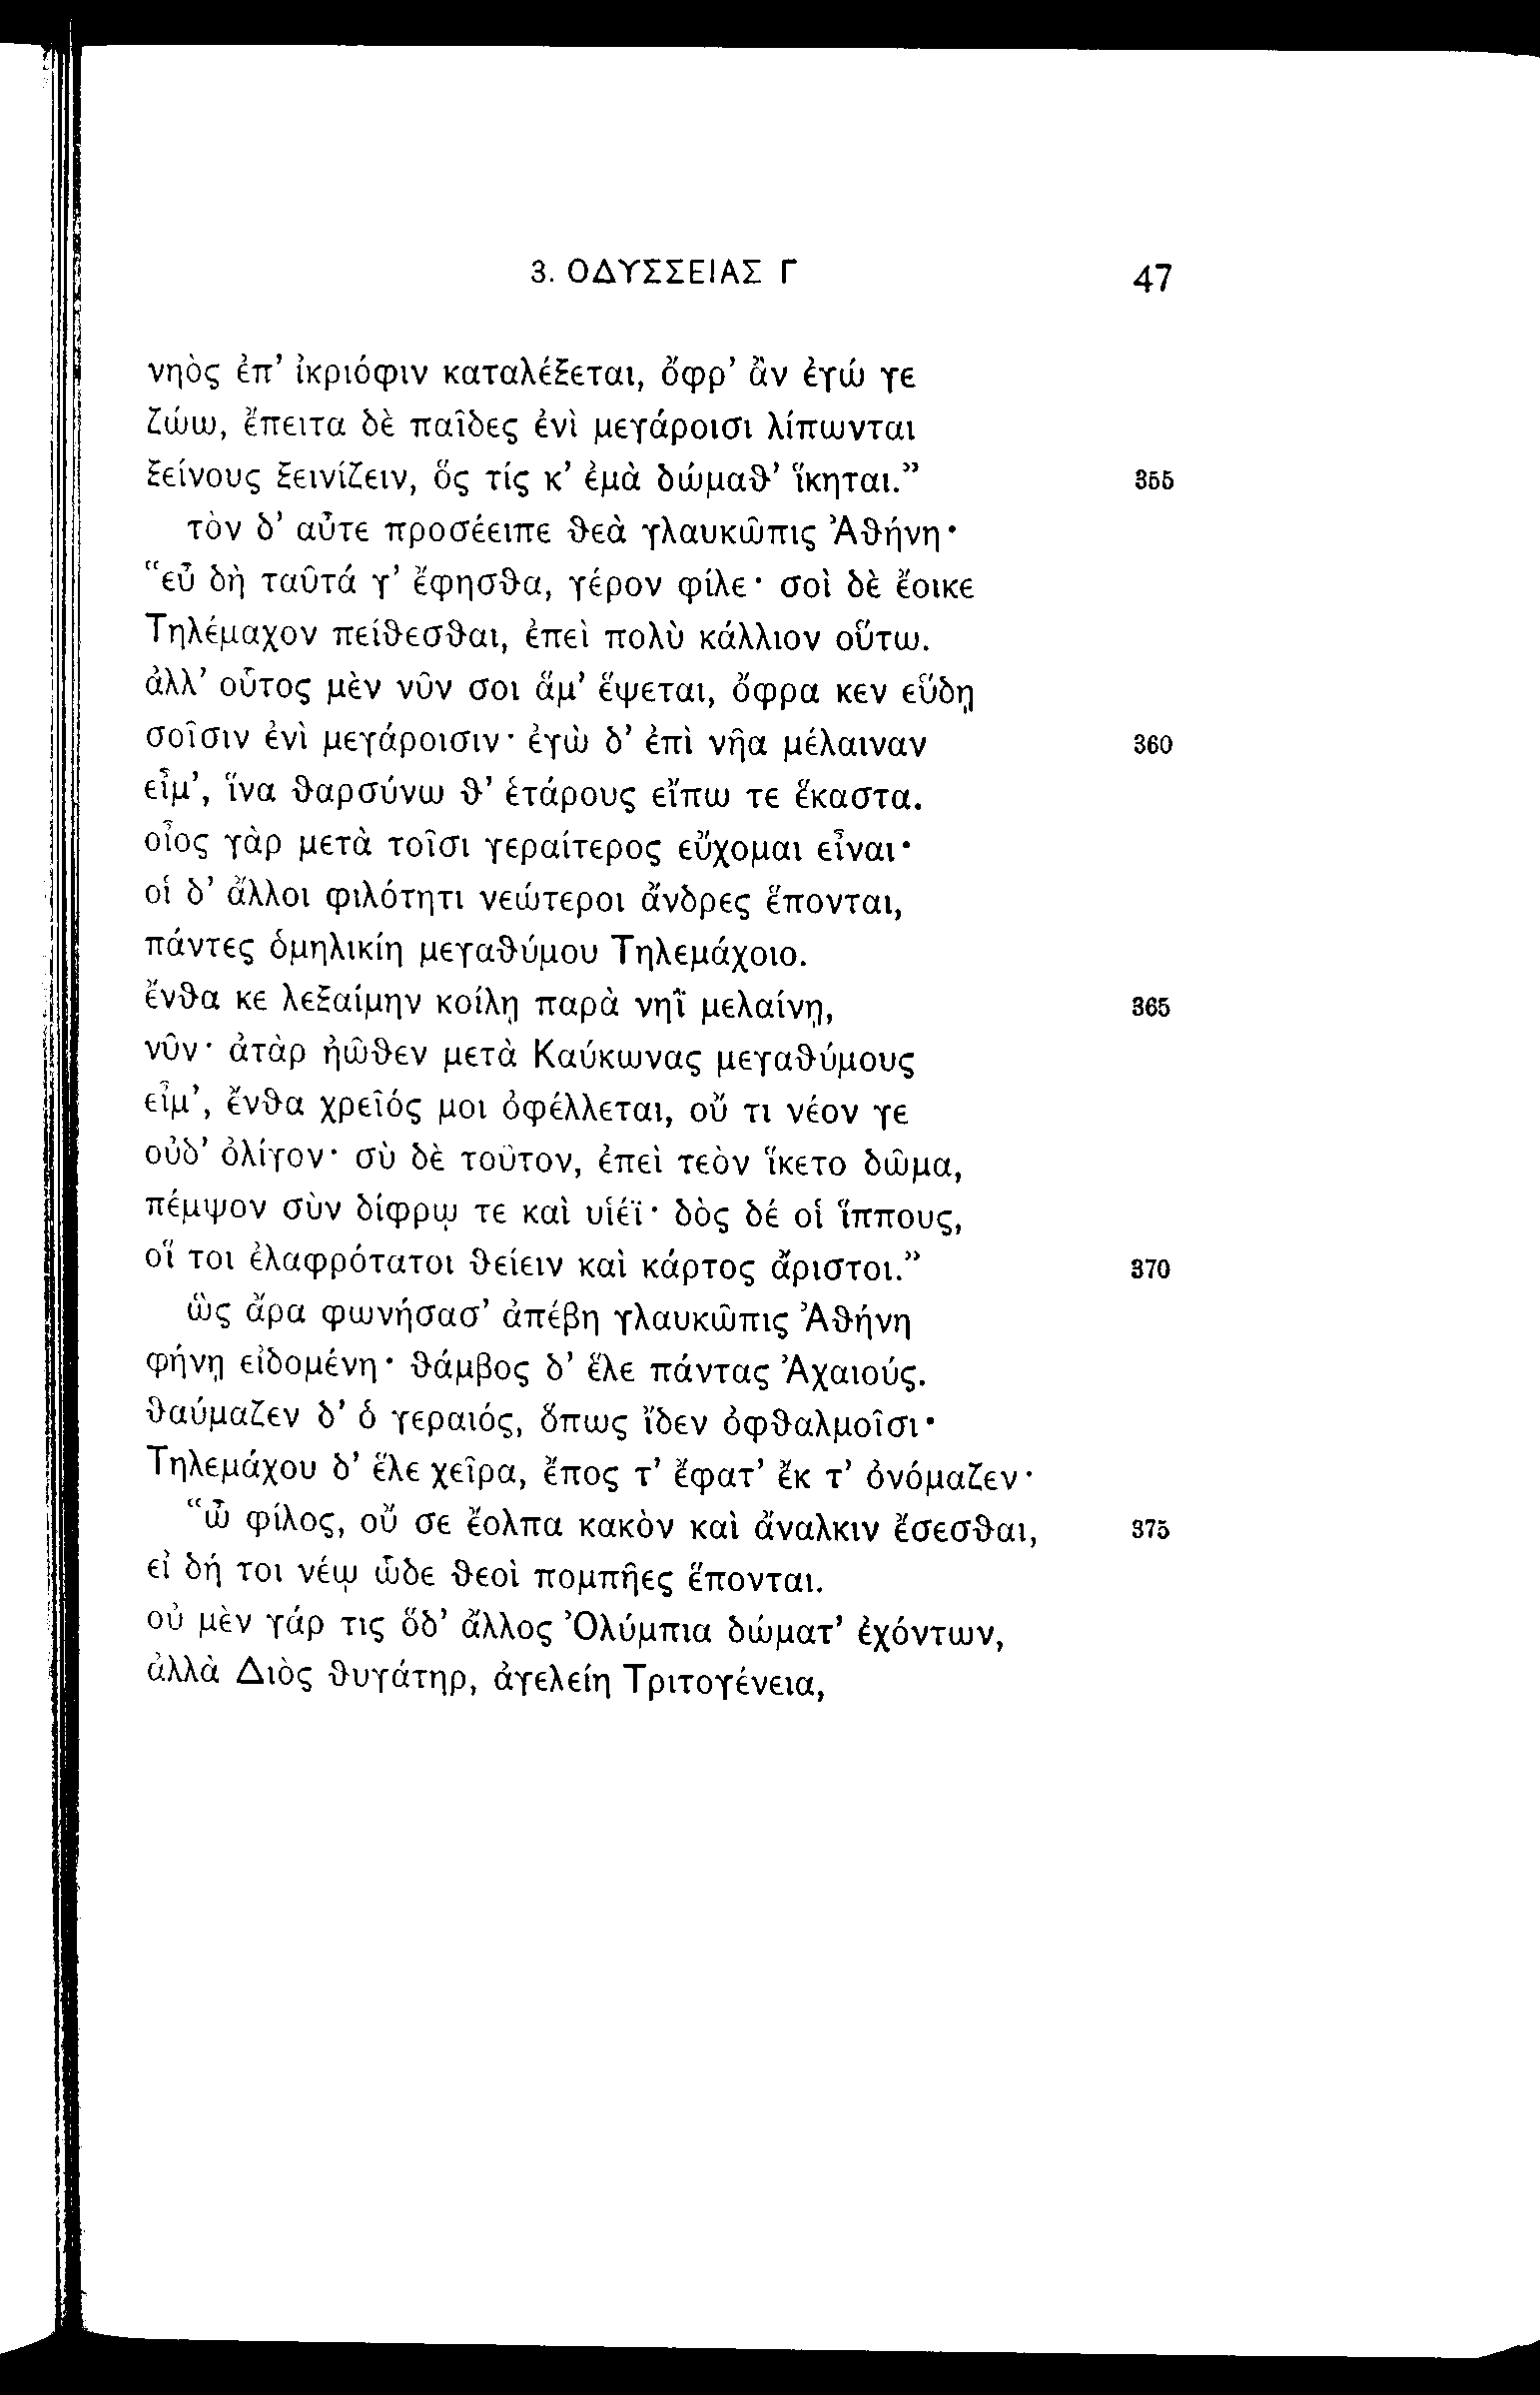 3. ΟΔΥΣΣΕΙΑΣ Γ 47
νηὸς ἐπ’ ἰκριόφιν καταλέξεται, ὄφρ’ ἂν ἐγώ γε
ζώω, ἔπειτα δὲ παῖδες ἐνὶ μεγάροισι λίπωνται
ξείνους ξεινίζειν, ὅς τίς κ’ ἐμὰ δώμαϑ’ ἵκηται.” 355
τὸν δ’ αὖτε προσέειπε ϑεὰ γλαυκῶπις Ἀϑήνη·
“εὖ δὴ ταῦτά γ’ ἔφησϑα, γέρον φίλε· σοὶ δὲ ἔοικε
Τηλέμαχον πείϑεσϑαι, ἐπεὶ πολὺ κάλλιον οὕτω.
ἀλλ’ οὗτος μὲν νῦν σοι ἅμ’ ἕψεται, ὄφρα κεν εὕδῃ
σοῖσιν ἐνὶ μεγάροισιν· ἐγὼ δ’ ἐπὶ νῆα μέλαιναν 360
εἶμ’, ἵνα ϑαρσύνω ϑ’ ἑτάρους εἴπω τε ἕκαστα.
οἶος γὰρ μετὰ τοῖσι γεραίτερος εὔχομαι εἶναι·
οἱ δ’ ἄλλοι φιλότητι νεώτεροι ἄνδρες ἕπονται,
πάντες ὁμηλικίη μεγαϑύμου Τηλεμάχοιο.
ἔνϑα κε λεξαίμην κοίλῃ παρὰ νηῒ μελαίνῃ, 365
νῦν· ἀτὰρ ἠῶϑεν μετὰ Καύκωνας μεγαϑύμους
εἶμ’, ἔνϑα χρεῖός μοι ὀφέλλεται, οὔ τι νέον γε
οὐδ’ ὀλίγον· σὺ δὲ τοῦτον, ἐπεὶ τεὸν ἵκετο δῶμα,
πέμψον σὺν δίφρῳ τε καὶ υἱέϊ· δὸς δέ οἱ ἵππους,
οἵ τοι ἐλαφρότατοι ϑείειν καὶ κάρτος ἄριστοι.” 370
ὣς ἄρα φωνήσασ’ ἀπέβη γλαυκῶπις Ἀϑήνη
φήνῃ εἰδομένη· ϑάμβος δ’ ἕλε πάντας Ἀχαιούς.
ϑαύμαζεν δ’ ὁ γεραιός, ὅπως ἴδεν ὀφϑαλμοῖσι·
Τηλεμάχου δ’ ἕλε χεῖρα, ἔπος τ’ ἔφατ’ ἔκ τ’ ὀνόμαζεν·
“ὦ φίλος, οὔ σε ἔολπα κακὸν καὶ ἄναλκιν ἔσεσϑαι, 375
εἰ δή τοι νέῳ ὧδε ϑεοὶ πομπῆες ἕπονται.
οὐ μὲν γάρ τις ὅδ’ ἄλλος Ὀλύμπια δώματ’ ἐχόντων,
ἀλλὰ Διὸς ϑυγάτηρ, ἀγελείη Τριτογένεια,